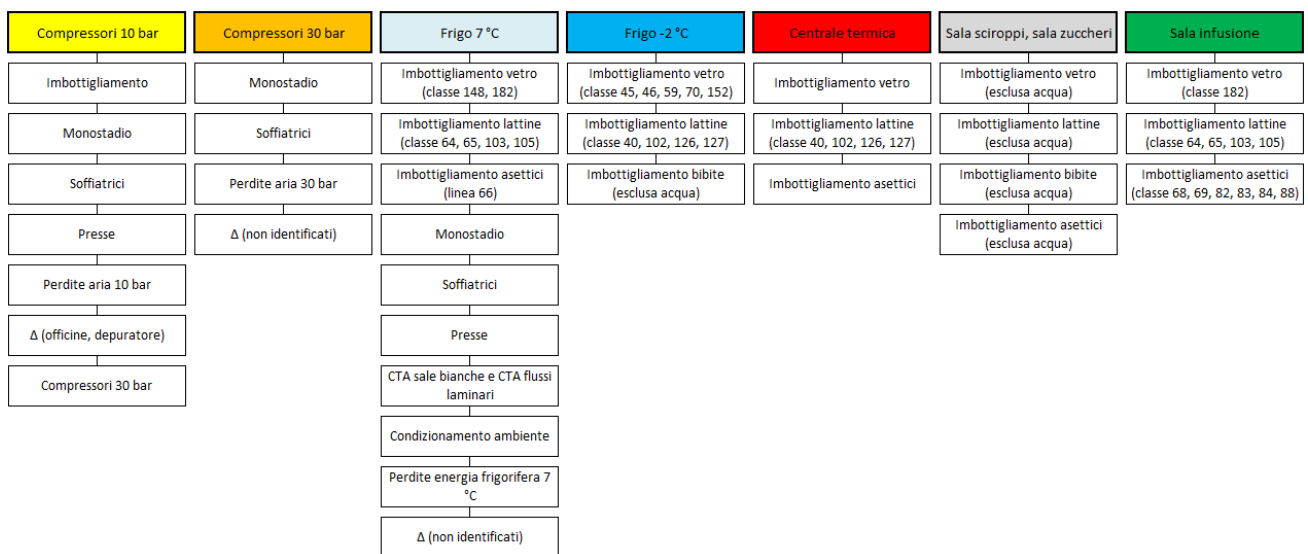 Compressori 10 bar
Imbottigliamento
Monostadio
Soffiatrici
Presse
Perdite aria 10 bar
Δ (officine, depuratore)
Compressori 30 bar
Compressori 30 bar
Monostadio
Soffiatrici
Perdite aria 30 bar
Δ (non identificati)
Frigo 7 °C
Imbottigliamento vetro
(classe 148, 182)
Imbottigliamento lattine
(classe 64, 65, 103, 105)
Imbottigliamento asettici
(linea 66)
Monostadio
Soffiatrici
Presse
CTA sale bianche e CTA flussi
laminari
Condizionamento ambiente
Perdite energia frigorifera 7
°C
Δ (non identificati)
Frigo -2 °C
Imbottigliamento vetro
(classe 45, 46, 59, 70, 152)
Imbottigliamento lattine
(classe 40, 102, 126, 127)
Imbottigliamento bibite
(esclusa acqua)
Centrale termica
Imbottigliamento vetro
Imbottigliamento lattine
(classe 40, 102, 126, 127)
Imbottigliamento asettici
Sala sciroppi, sala zuccheri
Imbottigliamento vetro
(esclusa acqua)
Imbottigliamento lattine
(esclusa acqua)
Imbottigliamento bibite
(esclusa acqua)
Imbottigliamento asettici
(esclusa acqua)
Sala infusione
Imbottigliamento vetro
(classe 182)
Imbottigliamento lattine
(classe 64, 65, 103, 105)
Imbottigliamento asettici
(classe 68, 69, 82, 83, 84, 88)